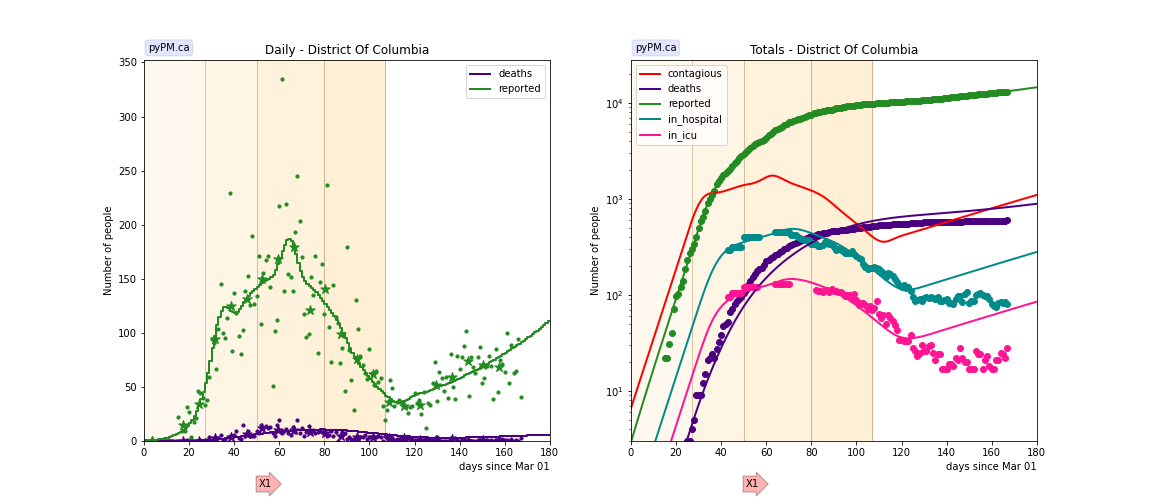 pyPM.ca
Daily - District Of Columbia
deaths
reported
Number of people
350
300
250
200
150
100
50
0
0 20 40 60 80 100 120 140 160 180
days since Mar 01
X1
pyPM.ca
Totals - District Of Columbia
contagious
deaths
reported
in_hospital
in_icu
Number of people
10⁴
10³
10²
10¹
0 20 40 60 80 100 120 140 160 180
days since Mar 01
X1